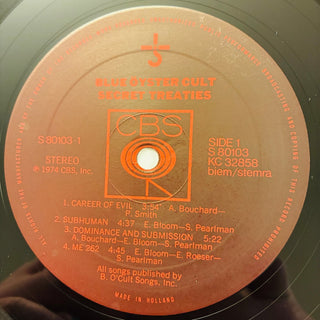 BLUE ÖYSTER CULT
SECRET TREATIES
S 80103-1
STEREO
℗ 1974 CBS, Inc.
CBS
SIDE 1
S 80103
KC 32858
biem/stemra
1. CAREER OF EVIL 3:54 A. Bouchard—
P. Smith
2. SUBHUMAN 4:37 E. Bloom—S. Pearlman
3. DOMINANCE AND SUBMISSION 5:22
A. Bouchard—E. Bloom—S. Pearlman
4. ME 262 4:45 E. Bloom—E. Roeser—
S. Pearlman
All songs published by
B. O'Cult Songs, Inc.
MADE IN HOLLAND